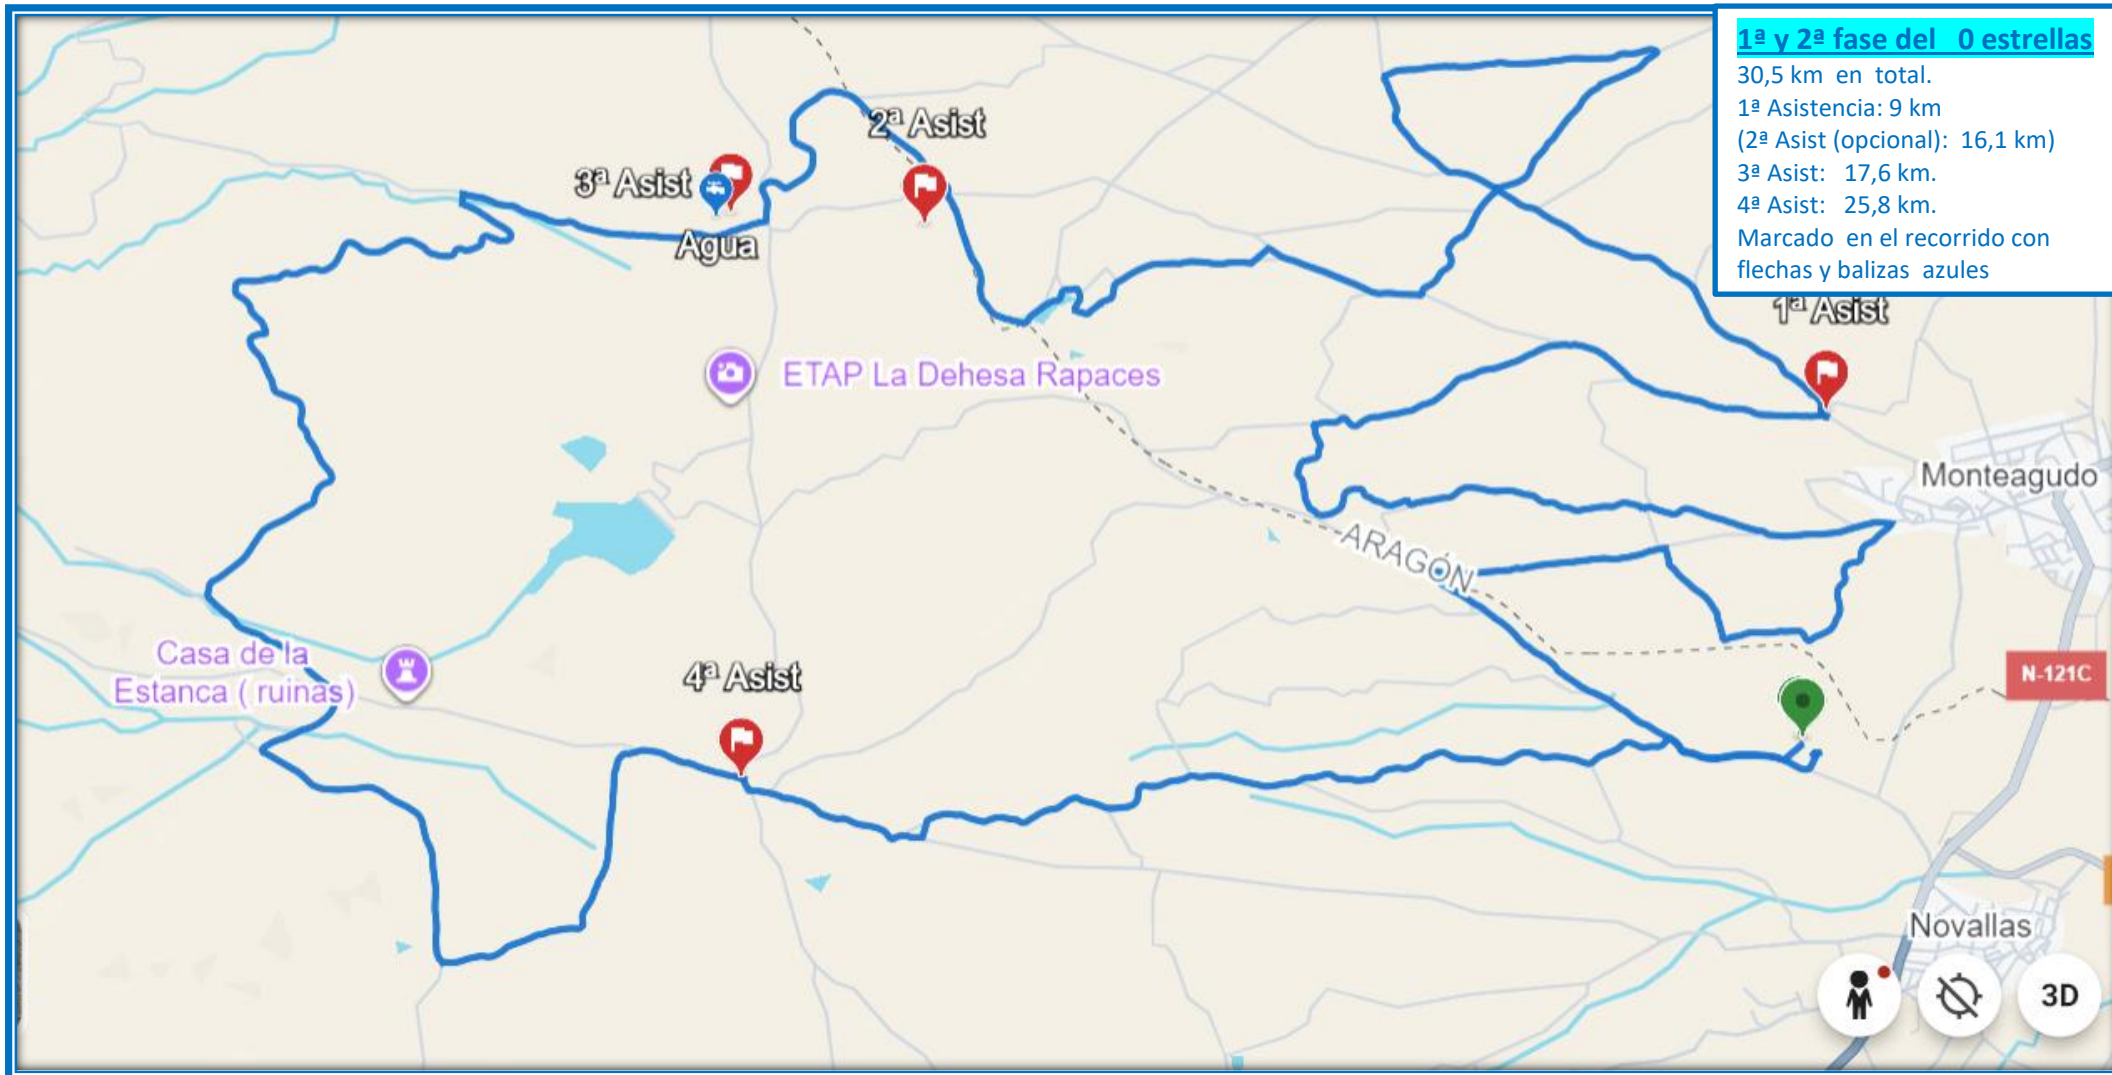 1ª y 2ª fase del 0 estrellas
30,5 km en total.
1ª Asistencia: 9 km
(2ª Asist (opcional): 16,1 km)
3ª Asist: 17,6 km.
4ª Asist: 25,8 km.
Marcado en el recorrido con
flechas y balizas azules
2ª Asist
3ª Asist
Agua
1ª Asist
ETAP La Dehesa Rapaces
Monteagudo
ARAGÓN
Casa de la
Estanca ( ruinas)
4ª Asist
N-121C
Novallas
3D